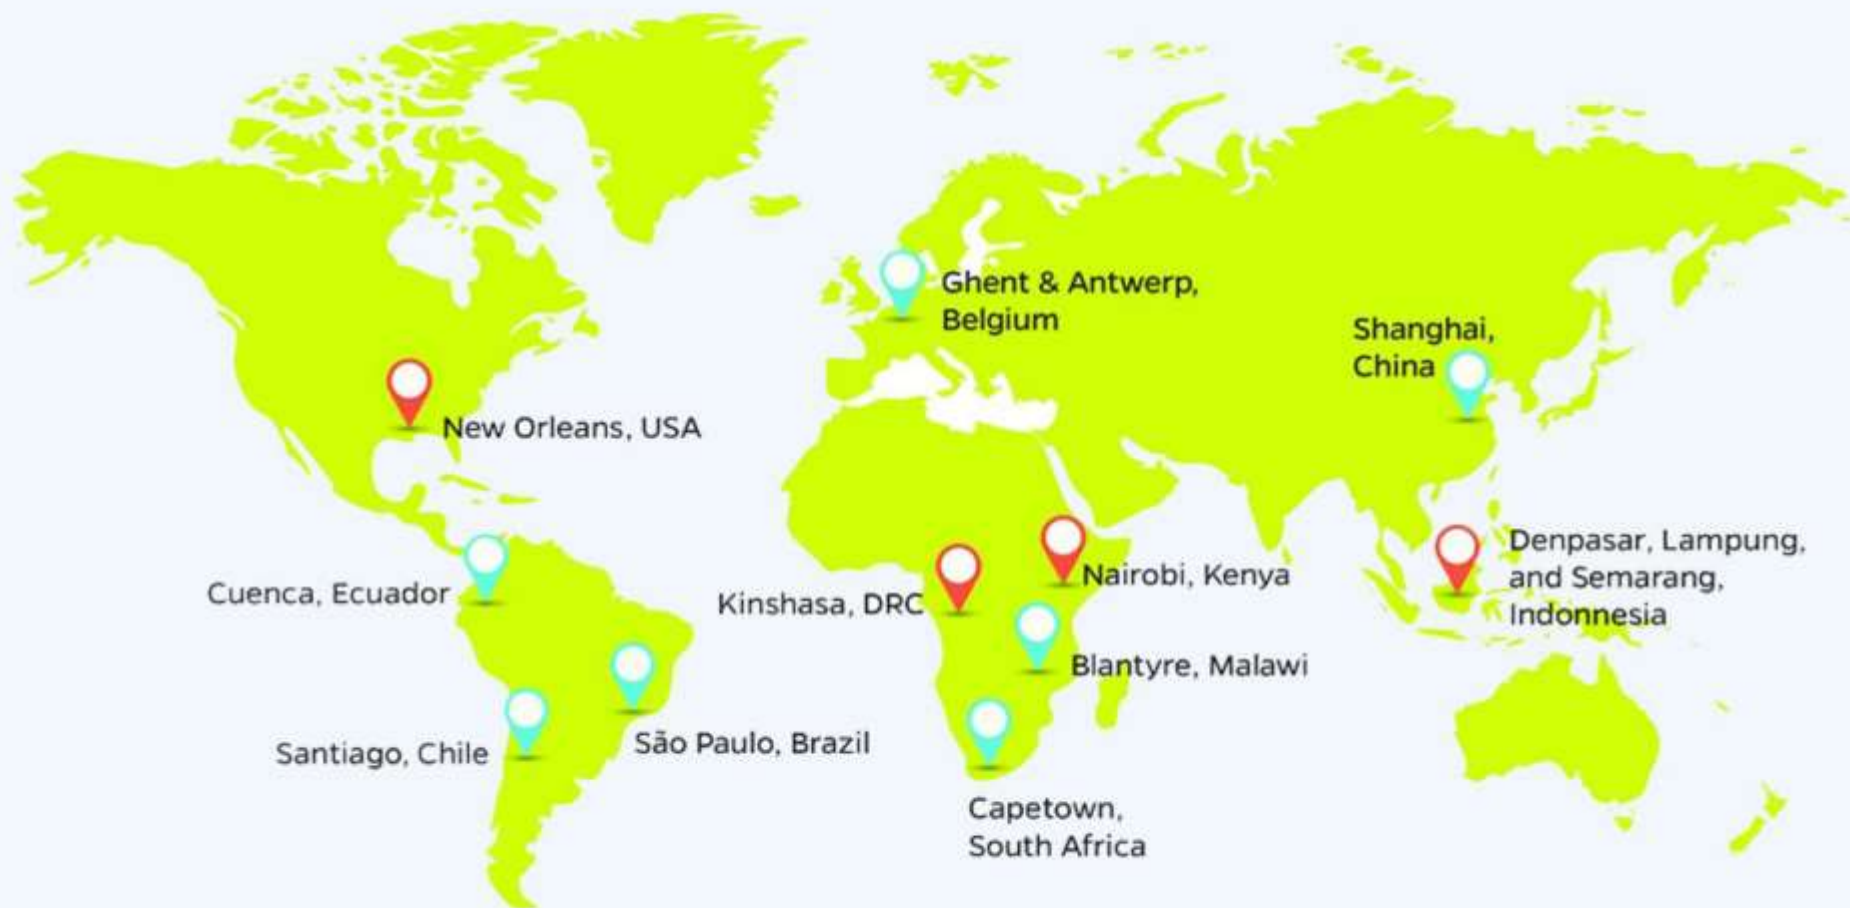 Ghent & Antwerp,
Belgium
Shanghai,
China
New Orleans, USA
Denpasar, Lampung,
and Semarang,
Indonnesia
Cuenca, Ecuador
Kinshasa, DRC
Nairobi, Kenya
Blantyre, Malawi
Santiago, Chile
São Paulo, Brazil
Capetown,
South Africa